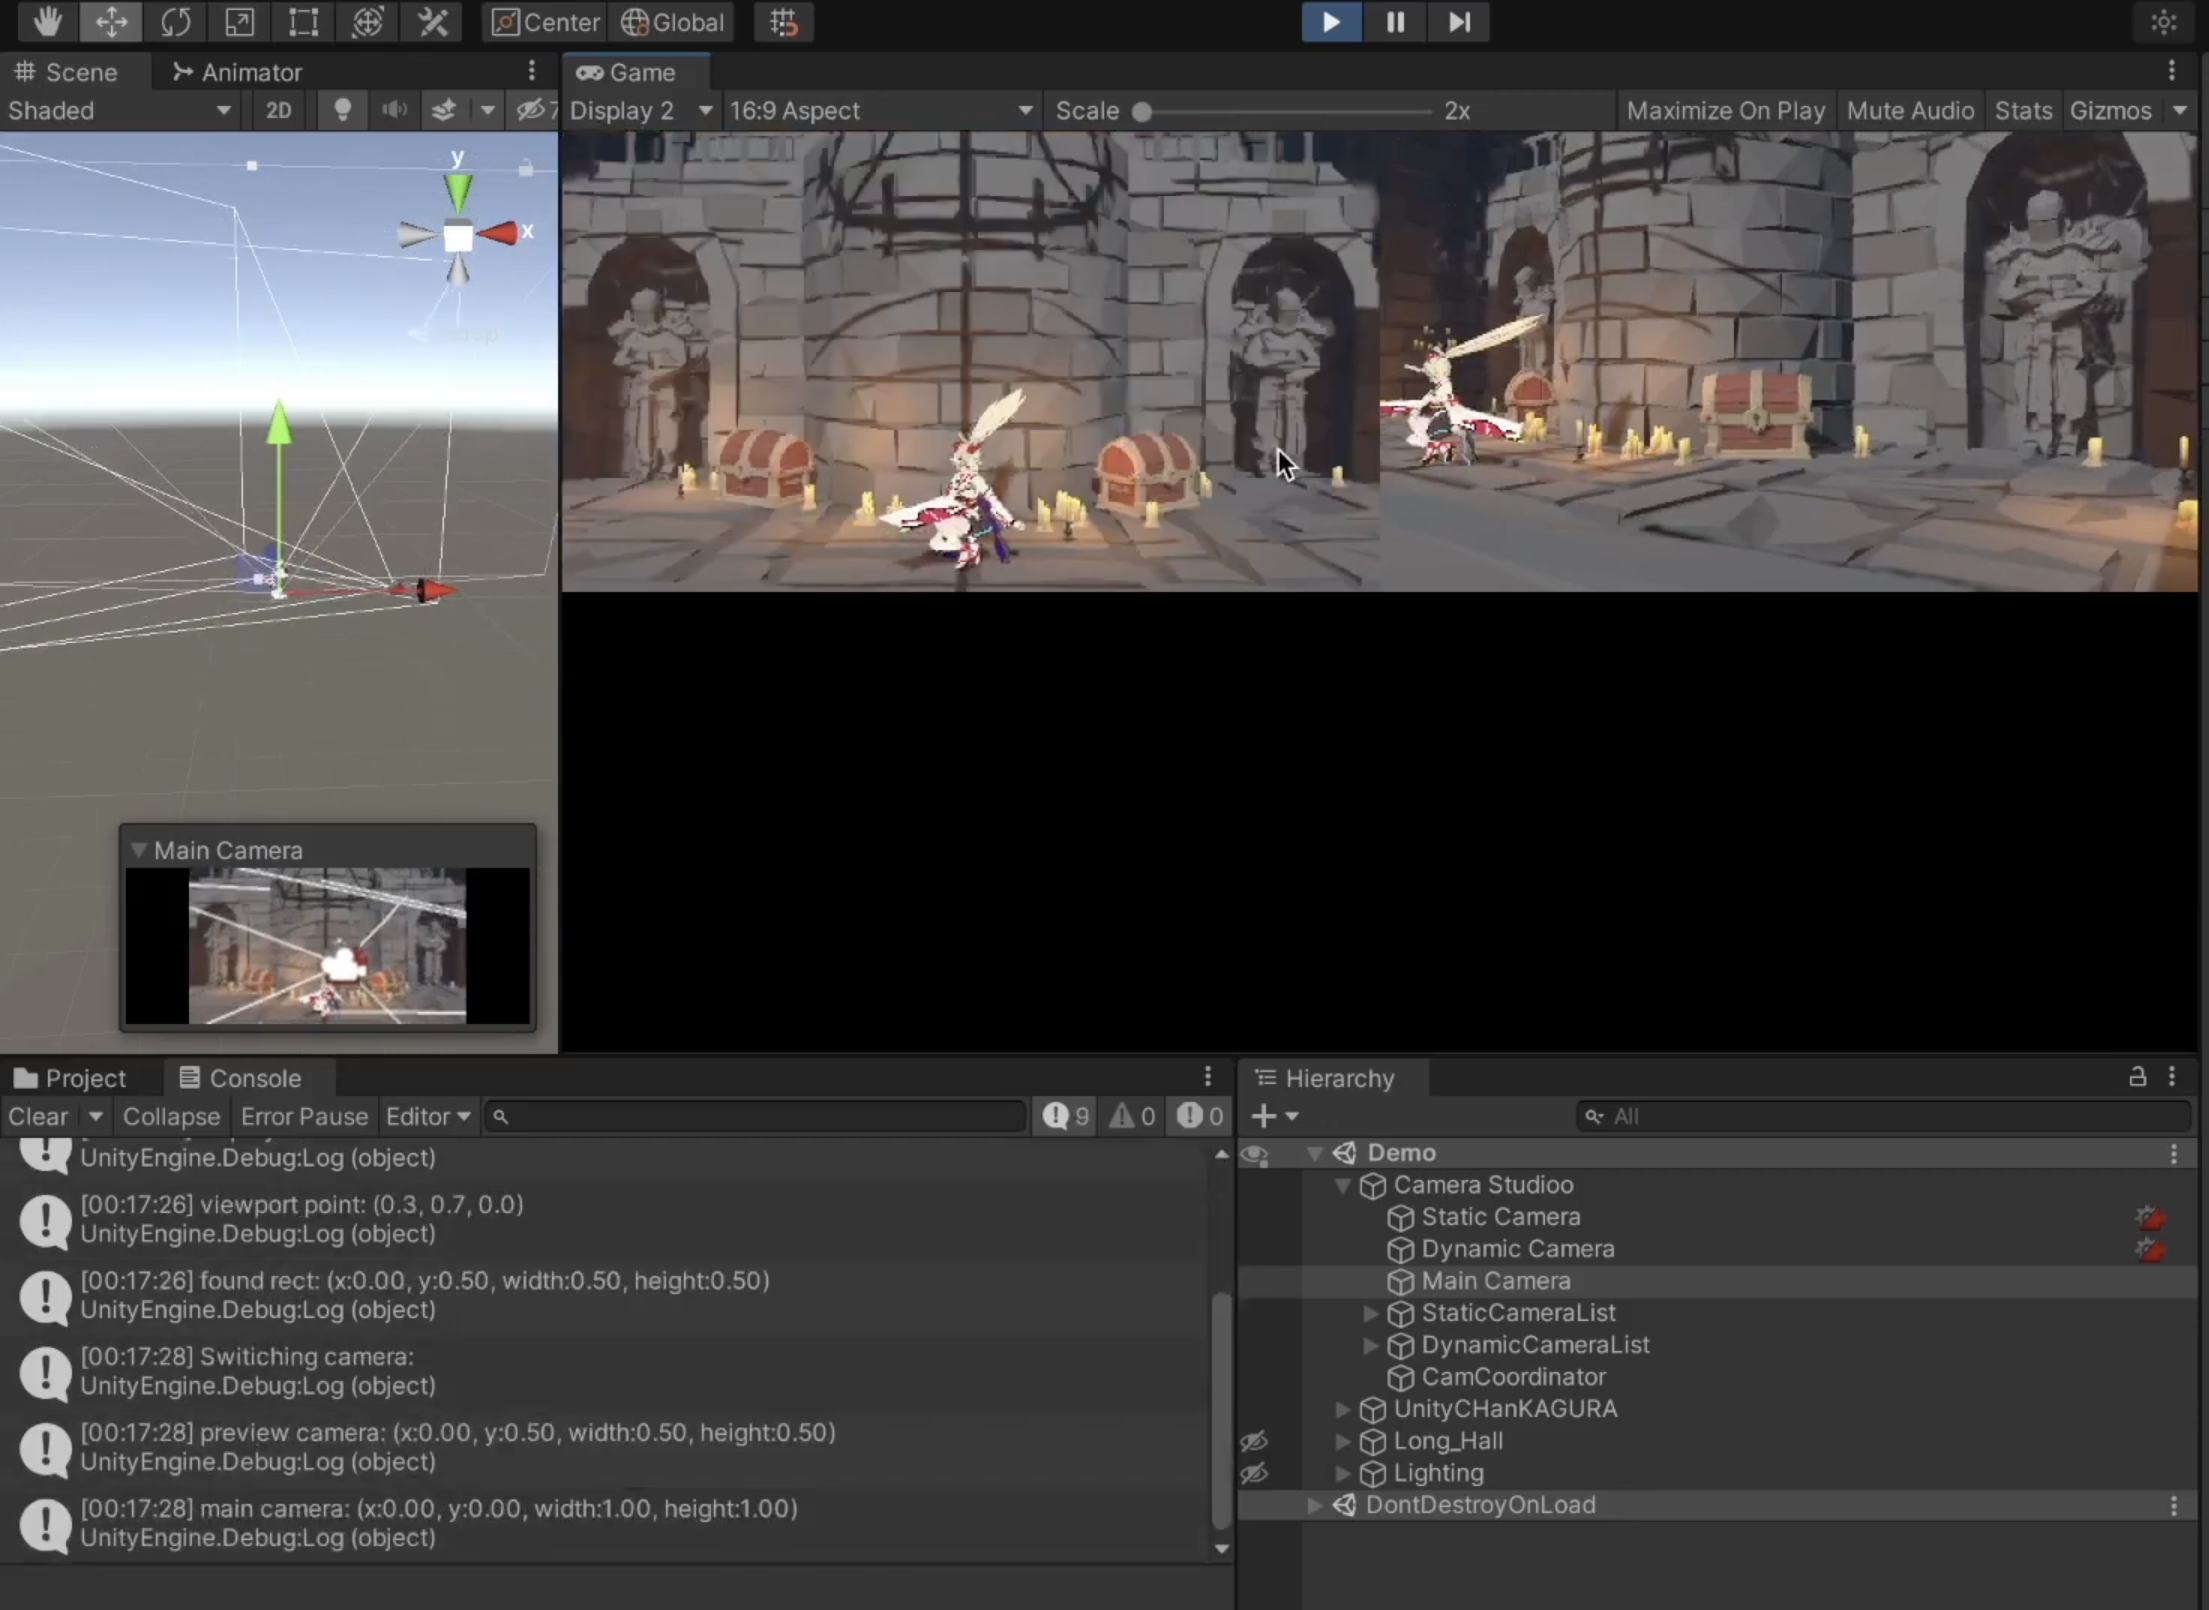 Center
Global
Scene
Animator
Game
Shaded
2D
7
Display 2
16:9 Aspect
Scale
2x
Maximize On Play
Mute Audio
Stats
Gizmos
y
x
Main Camera
Project
Console
Clear
Collapse
Error Pause
Editor
9
0
0
UnityEngine.Debug:Log (object)
[00:17:26] viewport point: (0.3, 0.7, 0.0)
UnityEngine.Debug:Log (object)
[00:17:26] found rect: (x:0.00, y:0.50, width:0.50, height:0.50)
UnityEngine.Debug:Log (object)
[00:17:28] Switiching camera:
UnityEngine.Debug:Log (object)
[00:17:28] preview camera: (x:0.00, y:0.50, width:0.50, height:0.50)
UnityEngine.Debug:Log (object)
[00:17:28] main camera: (x:0.00, y:0.00, width:1.00, height:1.00)
UnityEngine.Debug:Log (object)
Hierarchy
All
Demo
Camera Studioo
Static Camera
Dynamic Camera
Main Camera
StaticCameraList
DynamicCameraList
CamCoordinator
UnityCHanKAGURA
Long_Hall
Lighting
DontDestroyOnLoad